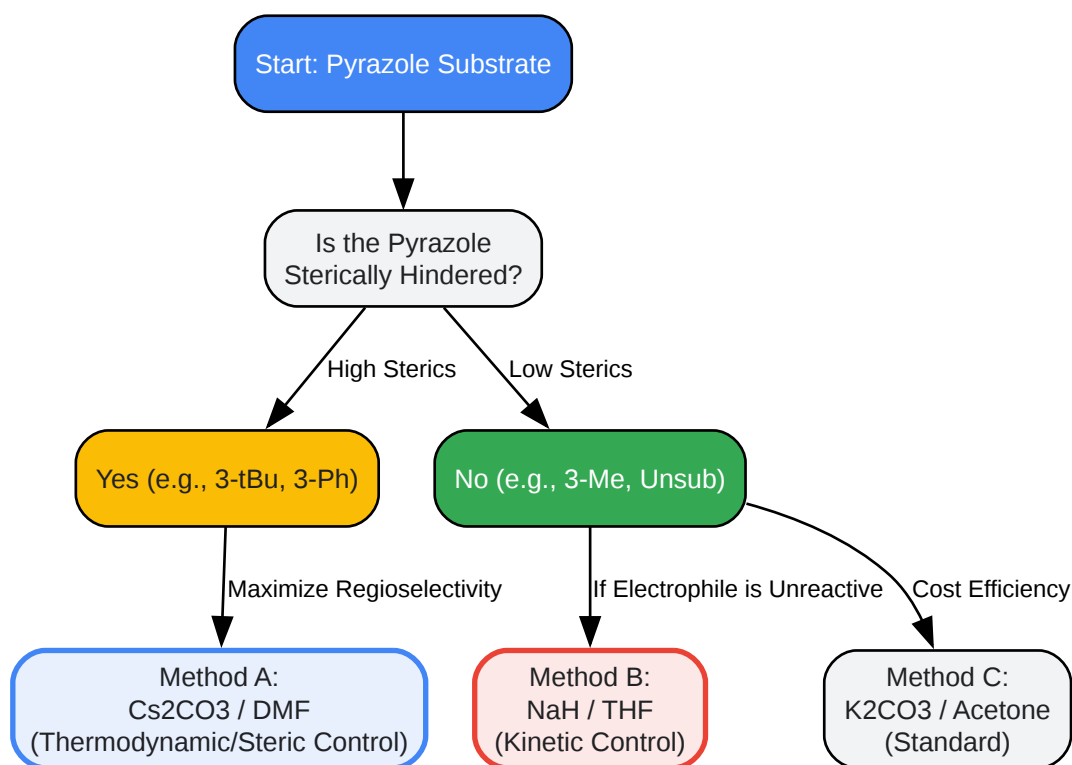 Start: Pyrazole Substrate
Is the Pyrazole
Sterically Hindered?
High Sterics
Low Sterics
Yes (e.g., 3-tBu, 3-Ph)
No (e.g., 3-Me, Unsub)
Maximize Regioselectivity
If Electrophile is Unreactive
Cost Efficiency
Method A:
Cs2CO3 / DMF
(Thermodynamic/Steric Control)
Method B:
NaH / THF
(Kinetic Control)
Method C:
K2CO3 / Acetone
(Standard)